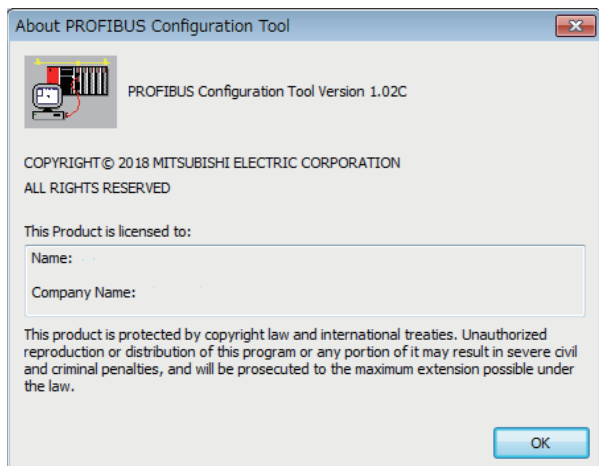 About PROFIBUS Configuration Tool
PROFIBUS Configuration Tool Version 1.02C
COPYRIGHT© 2018 MITSUBISHI ELECTRIC CORPORATION
ALL RIGHTS RESERVED
This Product is licensed to:
Name:
Company Name:
This product is protected by copyright law and international treaties. Unauthorized
reproduction or distribution of this program or any portion of it may result in severe civil
and criminal penalties, and will be prosecuted to the maximum extension possible under
the law.
OK